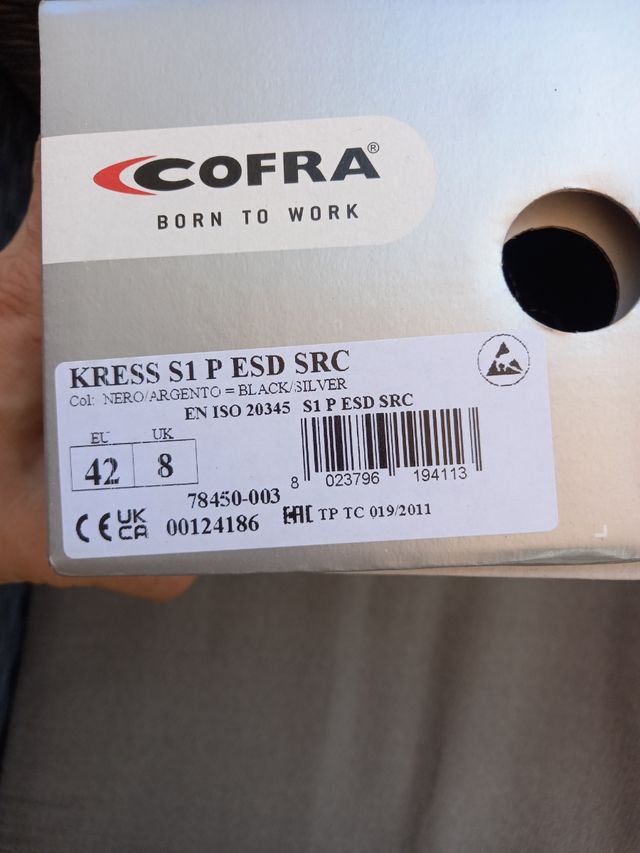 COFRA®
BORN TO WORK
KRESS S1 P ESD SRC
Col: NERO/ARGENTO = BLACK/SILVER
EN ISO 20345 S1 P ESD SRC
EU UK
42 8
8 023796 194113
78450-003
CE UK CA 00124186 EAC TP TC 019/2011